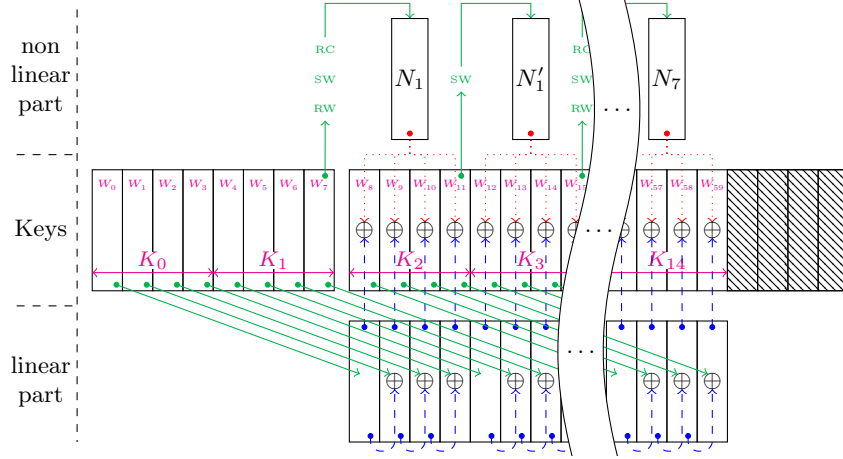 non
linear
part
RC
SW
RW
N₁
SW
N₁′
RC
SW
RW
...
N₇
Keys
W₀ W₁ W₂ W₃ W₄ W₅ W₆ W₇ W₈ W₉ W₁₀ W₁₁ W₁₂ W₁₃ W₁₄ W₁₅ W₅₇ W₅₈ W₅₉
...
K₀ K₁ K₂ K₃ K₁₄
linear
part
...